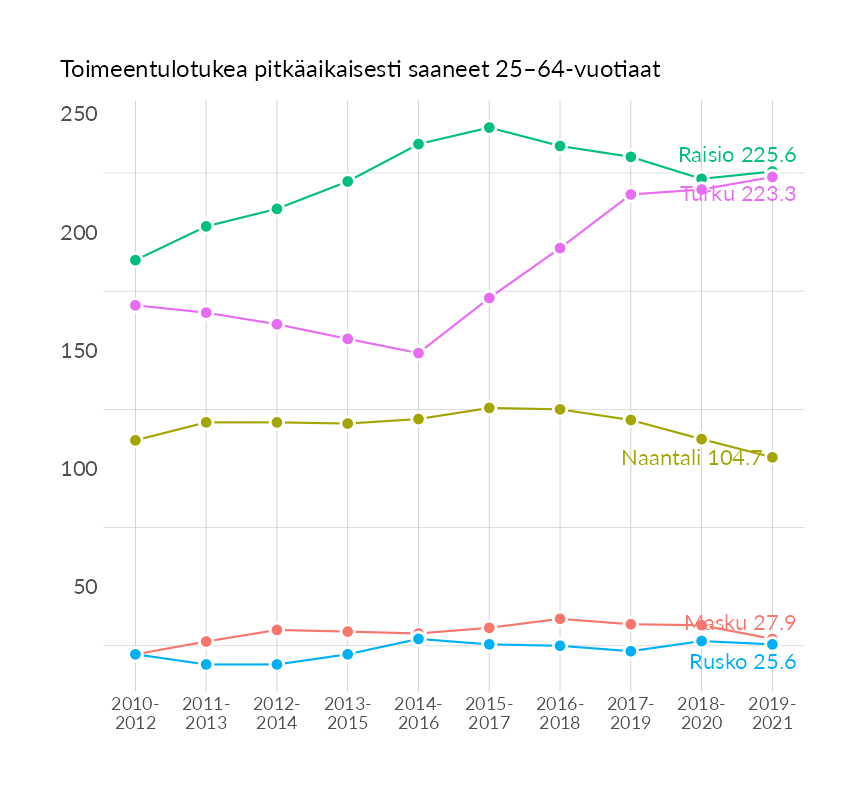 Toimeentulotukea pitkäaikaisesti saaneet 25–64-vuotiaat
250
200
150
100
50
Raisio 225.6
Turku 223.3
Naantali 104.7
Masku 27.9
Rusko 25.6
2010- 2011- 2012- 2013- 2014- 2015- 2016- 2017- 2018- 2019-
2012 2013 2014 2015 2016 2017 2018 2019 2020 2021